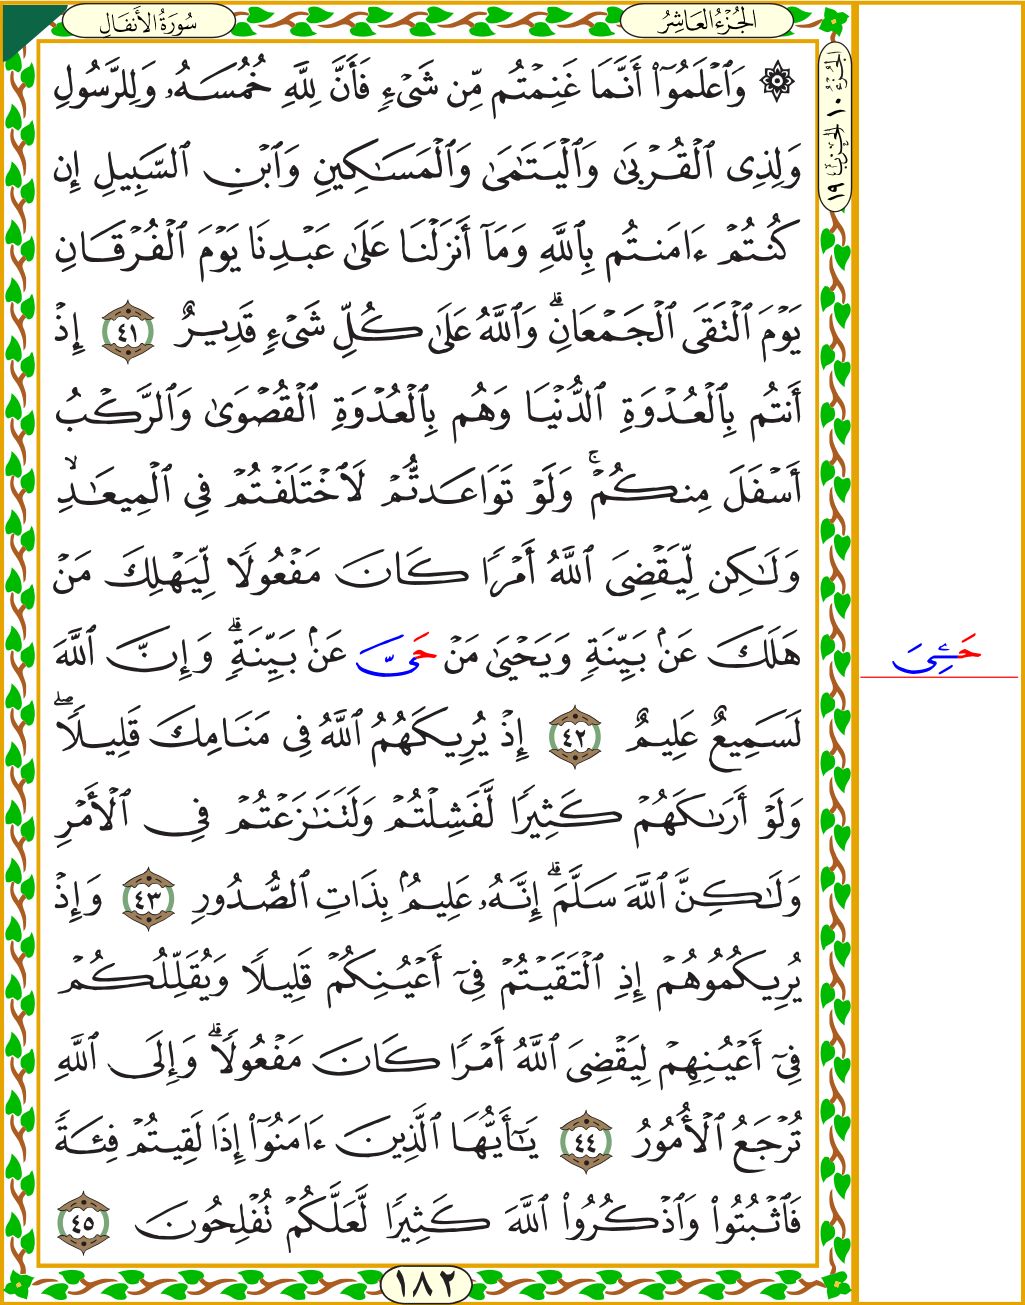 سُورَةُ الأَنفَالِ
الجُزْءُ العَاشِرُ
الجُزْءُ ١٠ الحِزْبُ ١٩
۞ وَٱعْلَمُوٓا۟ أَنَّمَا غَنِمْتُم مِّن شَىْءٍ فَأَنَّ لِلَّهِ خُمُسَهُۥ وَلِلرَّسُولِ
وَلِذِى ٱلْقُرْبَىٰ وَٱلْيَتَـٰمَىٰ وَٱلْمَسَـٰكِينِ وَٱبْنِ ٱلسَّبِيلِ إِن
كُنتُمْ ءَامَنتُم بِٱللَّهِ وَمَآ أَنزَلْنَا عَلَىٰ عَبْدِنَا يَوْمَ ٱلْفُرْقَانِ
يَوْمَ ٱلْتَقَى ٱلْجَمْعَانِ ۗ وَٱللَّهُ عَلَىٰ كُلِّ شَىْءٍ قَدِيرٌ ٤١ إِذْ
أَنتُم بِٱلْعُدْوَةِ ٱلدُّنْيَا وَهُم بِٱلْعُدْوَةِ ٱلْقُصْوَىٰ وَٱلرَّكْبُ
أَسْفَلَ مِنكُمْ ۚ وَلَوْ تَوَاعَدتُّمْ لَٱخْتَلَفْتُمْ فِى ٱلْمِيعَـٰدِ ۙ
وَلَـٰكِن لِّيَقْضِىَ ٱللَّهُ أَمْرًا كَانَ مَفْعُولًا لِّيَهْلِكَ مَنْ
هَلَكَ عَنۢ بَيِّنَةٍ وَيَحْيَىٰ مَنْ حَىَّ عَنۢ بَيِّنَةٍ ۗ وَإِنَّ ٱللَّهَ
حَـِۧىَ
لَسَمِيعٌ عَلِيمٌ ٤٢ إِذْ يُرِيكَهُمُ ٱللَّهُ فِى مَنَامِكَ قَلِيلًا ۖ
وَلَوْ أَرَىٰكَهُمْ كَثِيرًا لَّفَشِلْتُمْ وَلَتَنَـٰزَعْتُمْ فِى ٱلْأَمْرِ
وَلَـٰكِنَّ ٱللَّهَ سَلَّمَ ۗ إِنَّهُۥ عَلِيمٌۢ بِذَاتِ ٱلصُّدُورِ ٤٣ وَإِذْ
يُرِيكُمُوهُمْ إِذِ ٱلْتَقَيْتُمْ فِىٓ أَعْيُنِكُمْ قَلِيلًا وَيُقَلِّلُكُمْ
فِىٓ أَعْيُنِهِمْ لِيَقْضِىَ ٱللَّهُ أَمْرًا كَانَ مَفْعُولًا ۗ وَإِلَى ٱللَّهِ
تُرْجَعُ ٱلْأُمُورُ ٤٤ يَـٰٓأَيُّهَا ٱلَّذِينَ ءَامَنُوٓا۟ إِذَا لَقِيتُمْ فِئَةً
فَٱثْبُتُوا۟ وَٱذْكُرُوا۟ ٱللَّهَ كَثِيرًا لَّعَلَّكُمْ تُفْلِحُونَ ٤٥
١٨٢